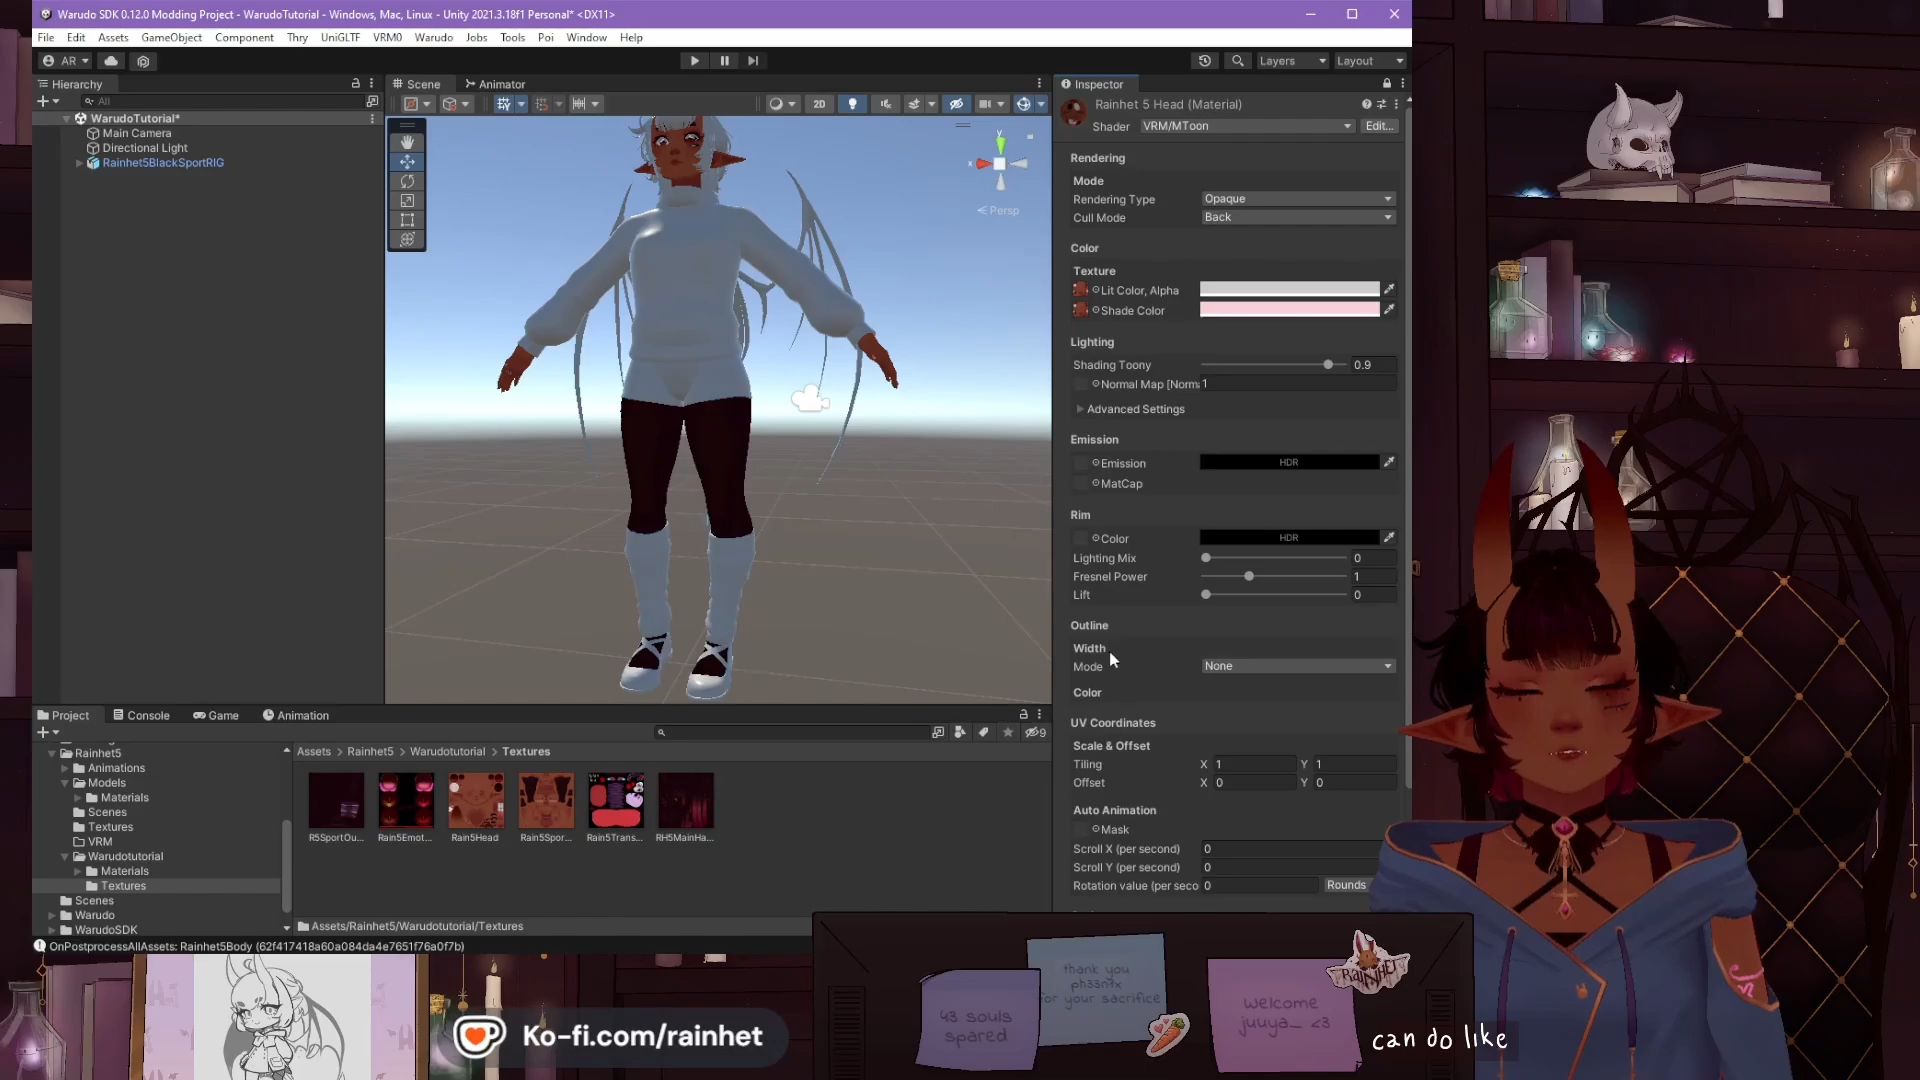 Warudo SDK 0.12.0 Modding Project - WarudoTutorial - Windows, Mac, Linux - Unity 2021.3.18f1 Personal* <DX11>
File Edit Assets GameObject Component Thry UniGLTF VRM0 Warudo Jobs Tools Poi Window Help
AR
Layers
Layout
Hierarchy
All
WarudoTutorial*
Main Camera
Directional Light
Rainhet5BlackSportRIG
Scene
Animator
2D
y
x
Persp
Inspector
Rainhet 5 Head (Material)
Shader VRM/MToon Edit...
Rendering
Mode
Rendering Type Opaque
Cull Mode Back
Color
Texture
Lit Color, Alpha
Shade Color
Lighting
Shading Toony 0.9
Normal Map [Norma 1
Advanced Settings
Emission
Emission HDR
MatCap
Rim
Color HDR
Lighting Mix 0
Fresnel Power 1
Lift 0
Outline
Width
Mode None
Color
UV Coordinates
Scale & Offset
Tiling X 1 Y 1
Offset X 0 Y 0
Auto Animation
Mask
Scroll X (per second) 0
Scroll Y (per second) 0
Rotation value (per seco 0 Rounds
Project
Console
Game
Animation
9
Rainhet5
Animations
Models
Materials
Scenes
Textures
VRM
Warudotutorial
Materials
Textures
Scenes
Warudo
WarudoSDK
Assets > Rainhet5 > Warudotutorial > Textures
R5SportOu...
Rain5Emot...
Rain5Head
Rain5Spor...
Rain5Trans...
RH5MainHa...
Assets/Rainhet5/Warudotutorial/Textures
OnPostprocessAllAssets: Rainhet5Body (62f417418a60a084da4e7651f76a0f7b)
Ko-fi.com/rainhet
43 souls
spared
thank you
ph33n1x
for your sacrifice
welcome
juuya_ <3
RAINHET
can do like